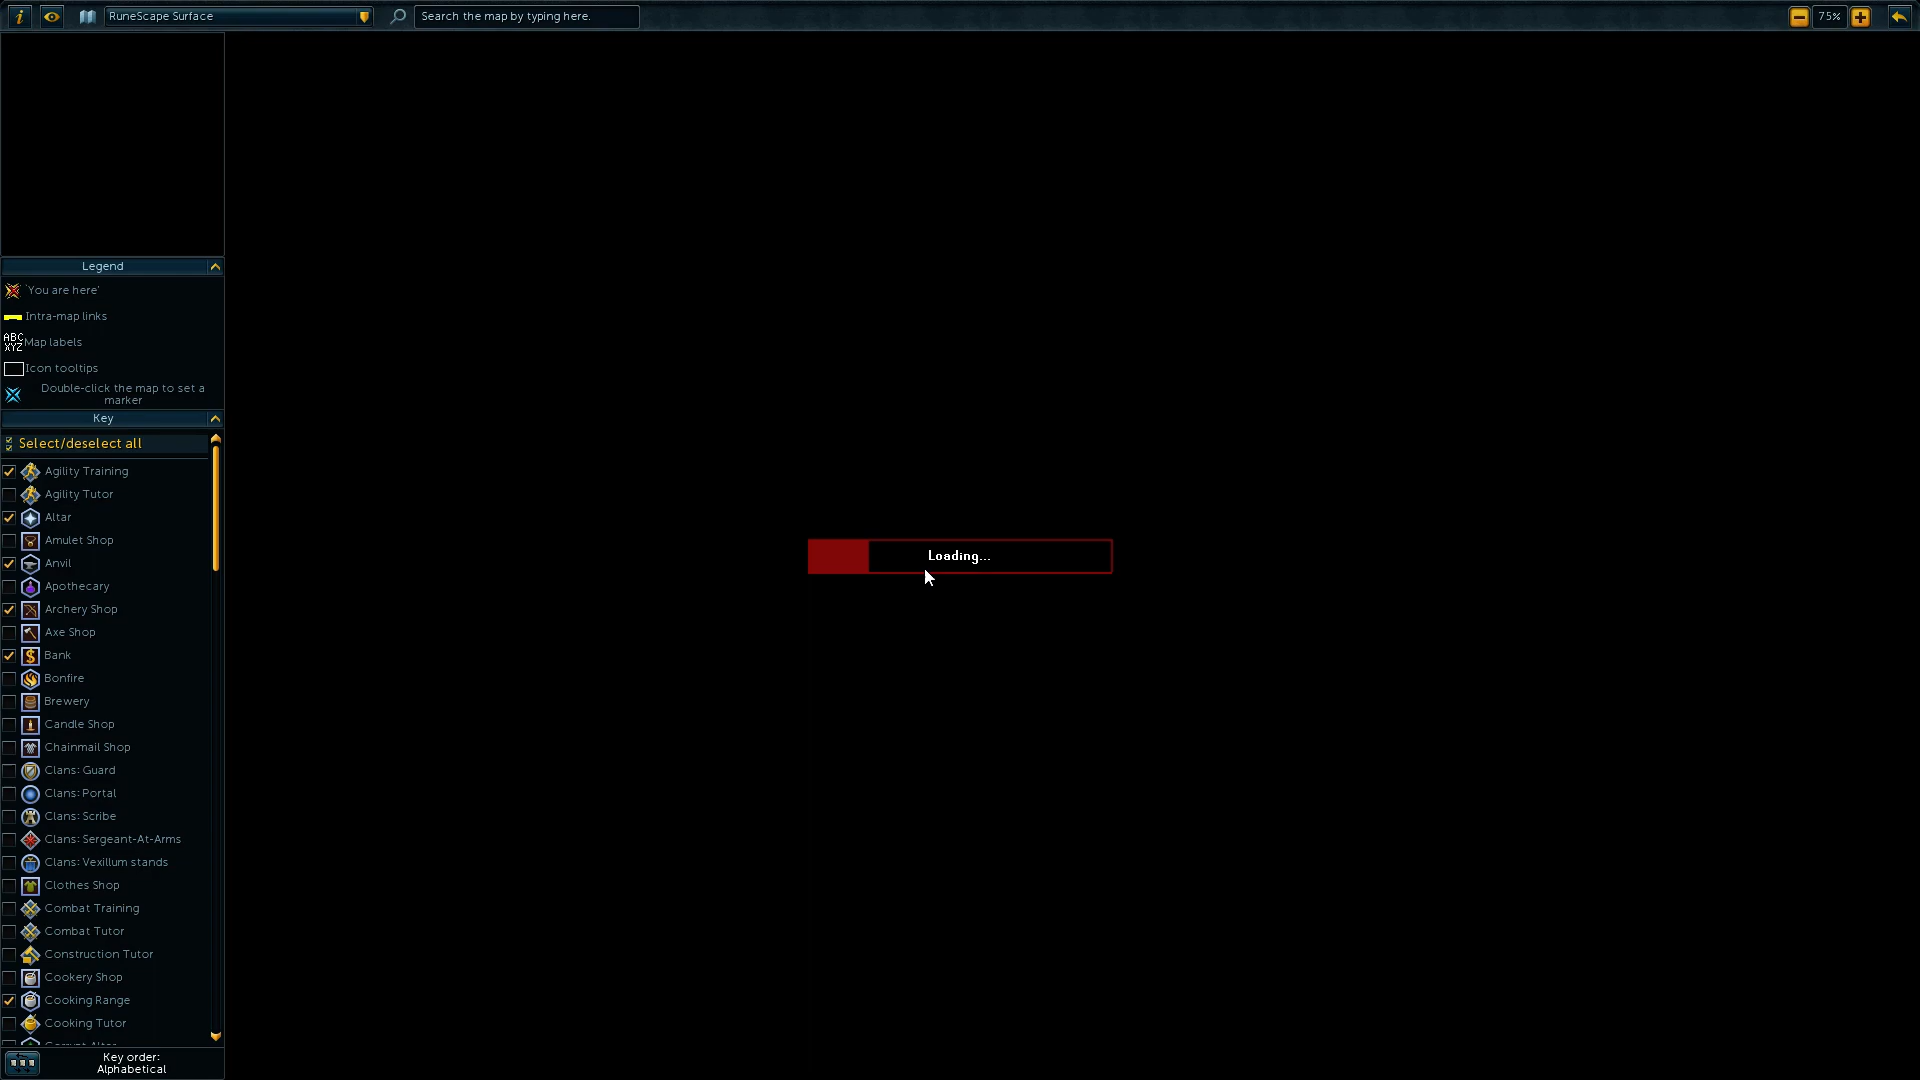 RuneScape Surface
Search the map by typing here.
75%
Legend
'You are here'
Intra-map links
ABC
XYZ
Map labels
Icon tooltips
Double-click the map to set a
marker
Key
Select/deselect all
Agility Training
Agility Tutor
Altar
Amulet Shop
Anvil
Apothecary
Archery Shop
Axe Shop
Bank
Bonfire
Brewery
Candle Shop
Chainmail Shop
Clans: Guard
Clans: Portal
Clans: Scribe
Clans: Sergeant-At-Arms
Clans: Vexillum stands
Clothes Shop
Combat Training
Combat Tutor
Construction Tutor
Cookery Shop
Cooking Range
Cooking Tutor
Key order:
Alphabetical
Loading...